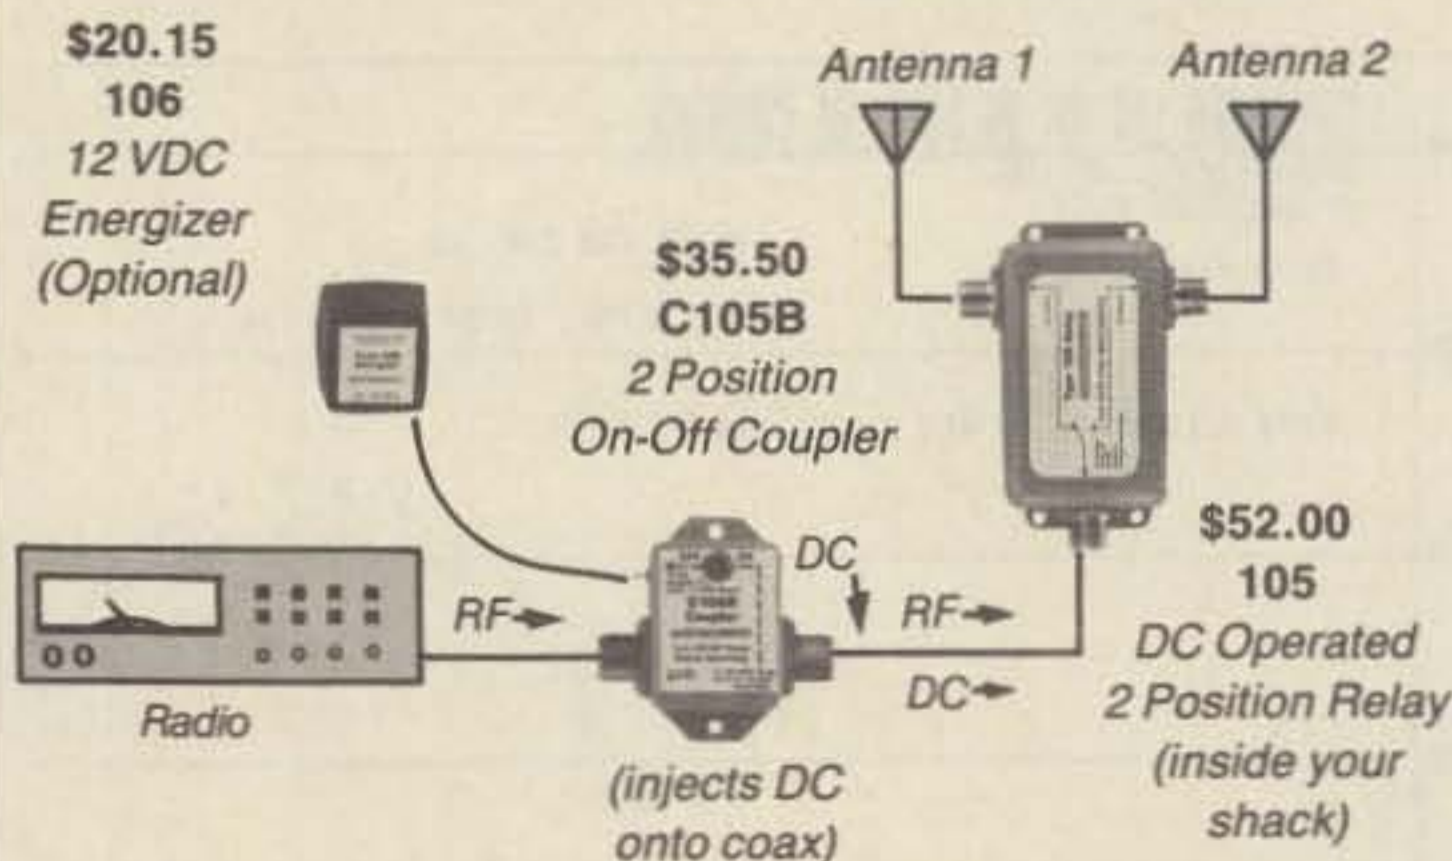 $20.15
106
12 VDC
Energizer
(Optional)
Antenna 1
Antenna 2
$35.50
C105B
2 Position
On-Off Coupler
RF
DC
RF
DC
Coupler
Radio
(injects DC
onto coax)
$52.00
105
DC Operated
2 Position Relay
(inside your
shack)